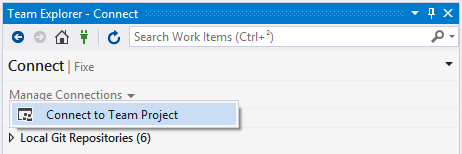 Team Explorer - Connect
Search Work Items (Ctrl+²)
Connect | Fixe
Manage Connections
Connect to Team Project
Local Git Repositories (6)